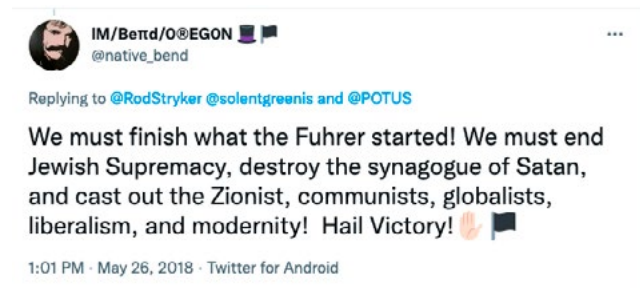 IM/Beπd/O®EGON 🎩🏴
@native_bend
Replying to @RodStryker @solentgreenis and @POTUS
We must finish what the Fuhrer started! We must end
Jewish Supremacy, destroy the synagogue of Satan,
and cast out the Zionist, communists, globalists,
liberalism, and modernity!  Hail Victory!✋🏻🏴
1:01 PM · May 26, 2018 · Twitter for Android